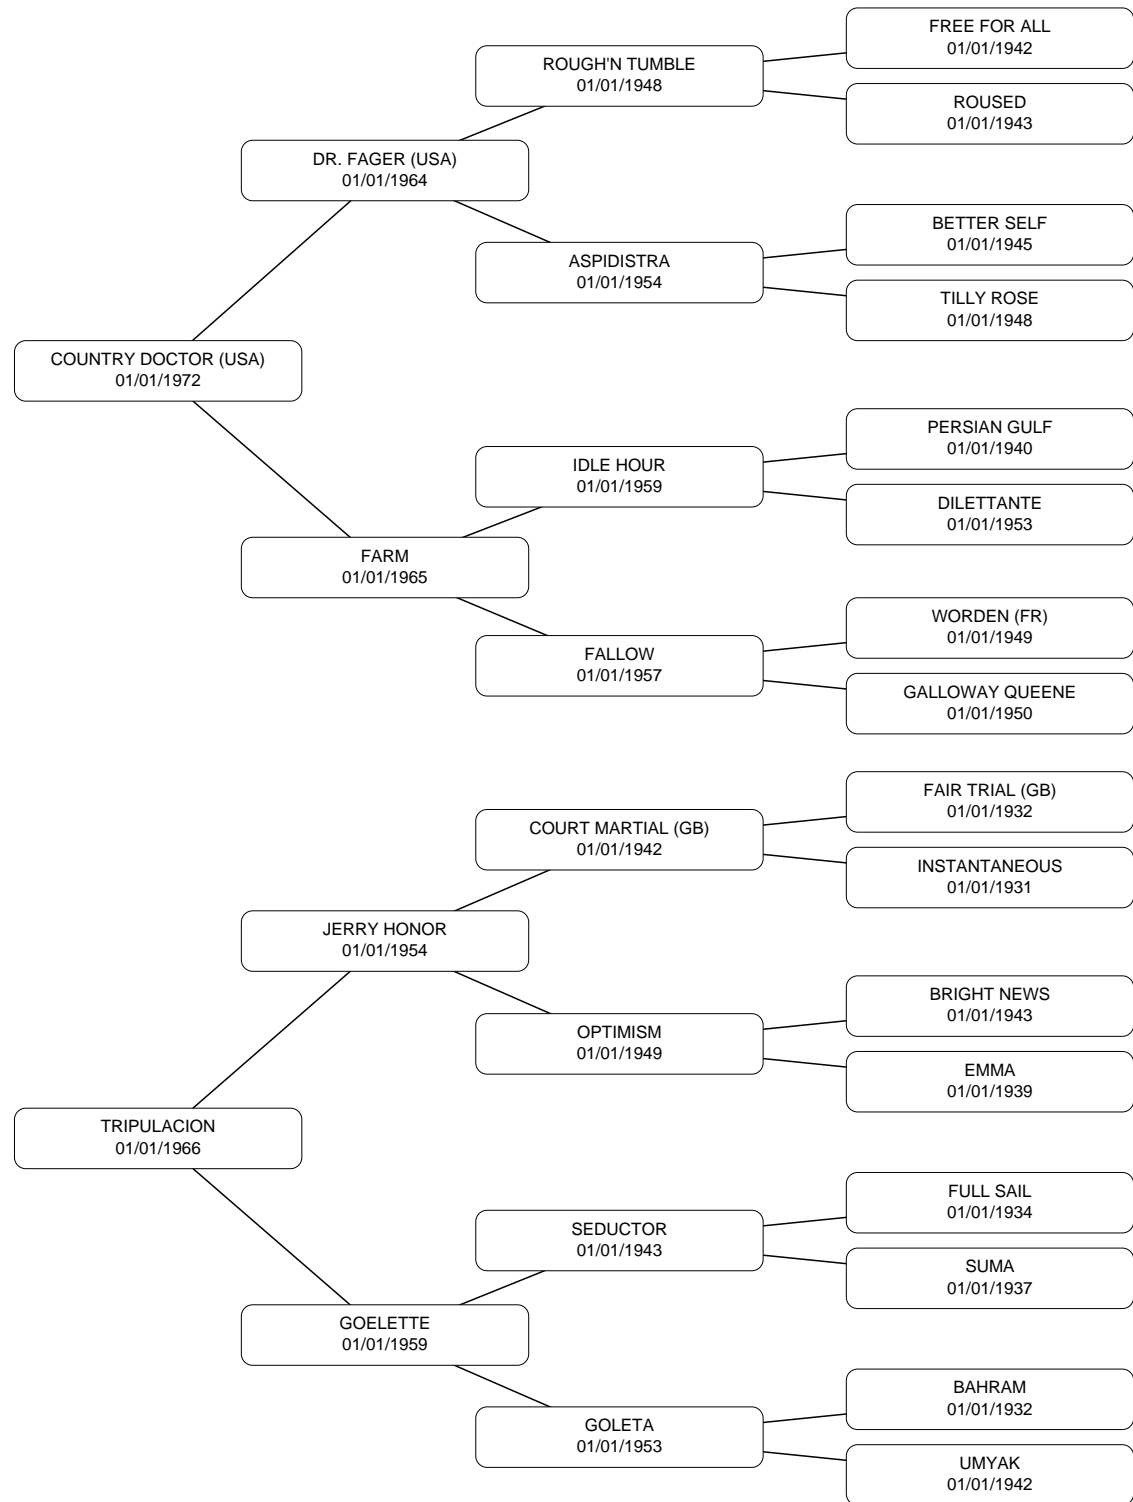 FREE FOR ALL
01/01/1942
ROUGH'N TUMBLE
01/01/1948
ROUSED
01/01/1943
DR. FAGER (USA)
01/01/1964
BETTER SELF
01/01/1945
ASPIDISTRA
01/01/1954
TILLY ROSE
01/01/1948
COUNTRY DOCTOR (USA)
01/01/1972
PERSIAN GULF
01/01/1940
IDLE HOUR
01/01/1959
DILETTANTE
01/01/1953
FARM
01/01/1965
WORDEN (FR)
01/01/1949
FALLOW
01/01/1957
GALLOWAY QUEENE
01/01/1950
FAIR TRIAL (GB)
01/01/1932
COURT MARTIAL (GB)
01/01/1942
INSTANTANEOUS
01/01/1931
JERRY HONOR
01/01/1954
BRIGHT NEWS
01/01/1943
OPTIMISM
01/01/1949
EMMA
01/01/1939
TRIPULACION
01/01/1966
FULL SAIL
01/01/1934
SEDUCTOR
01/01/1943
SUMA
01/01/1937
GOELETTE
01/01/1959
BAHRAM
01/01/1932
GOLETA
01/01/1953
UMYAK
01/01/1942